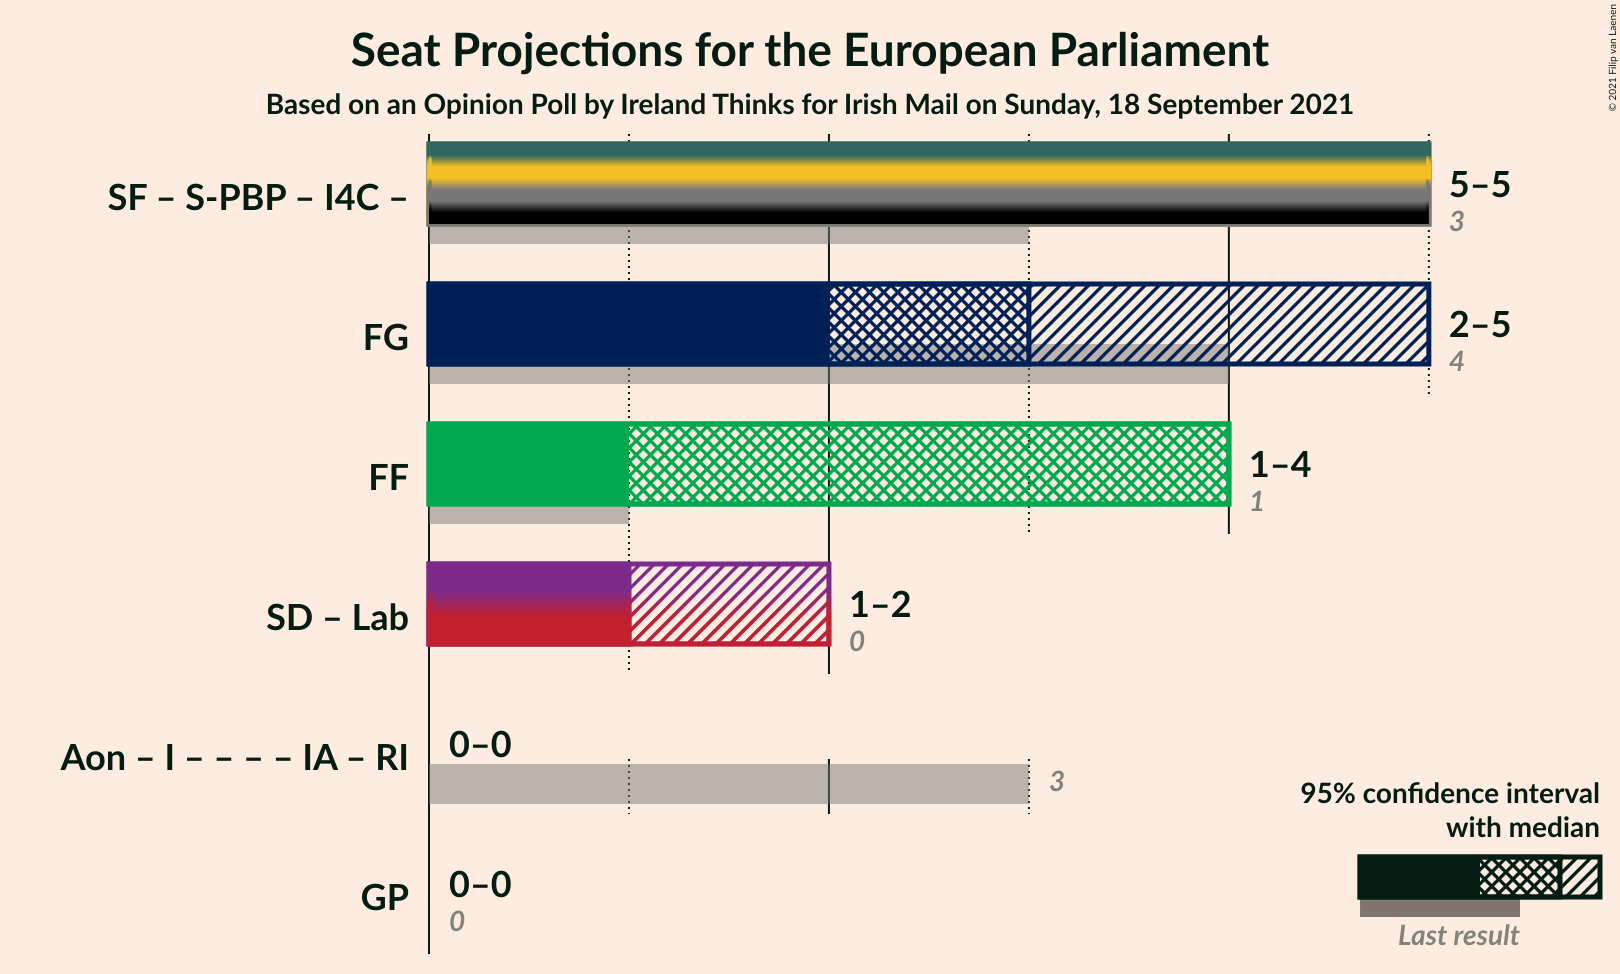 Seat Projections for the European Parliament
Based on an Opinion Poll by Ireland Thinks for Irish Mail on Sunday, 18 September 2021
© 2021 Filip van Laenen
SF – S-PBP – I4C –
5–5
3
FG
2–5
4
FF
1–4
1
SD – Lab
1–2
0
Aon – I – – – – IA – RI
0–0
3
GP
0–0
0
95% confidence interval
with median
Last result